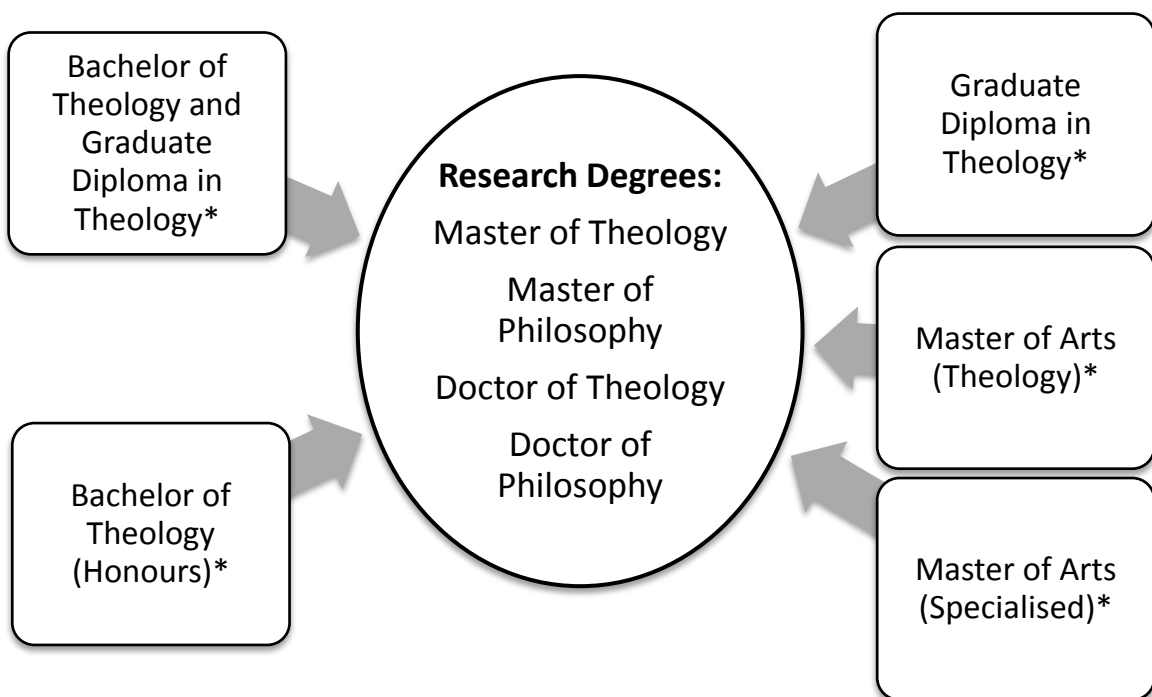 Bachelor of
Theology and
Graduate
Diploma in
Theology*
Bachelor of
Theology
(Honours)*
Research Degrees:
Master of Theology
Master of
Philosophy
Doctor of Theology
Doctor of
Philosophy
Graduate
Diploma in
Theology*
Master of Arts
(Theology)*
Master of Arts
(Specialised)*